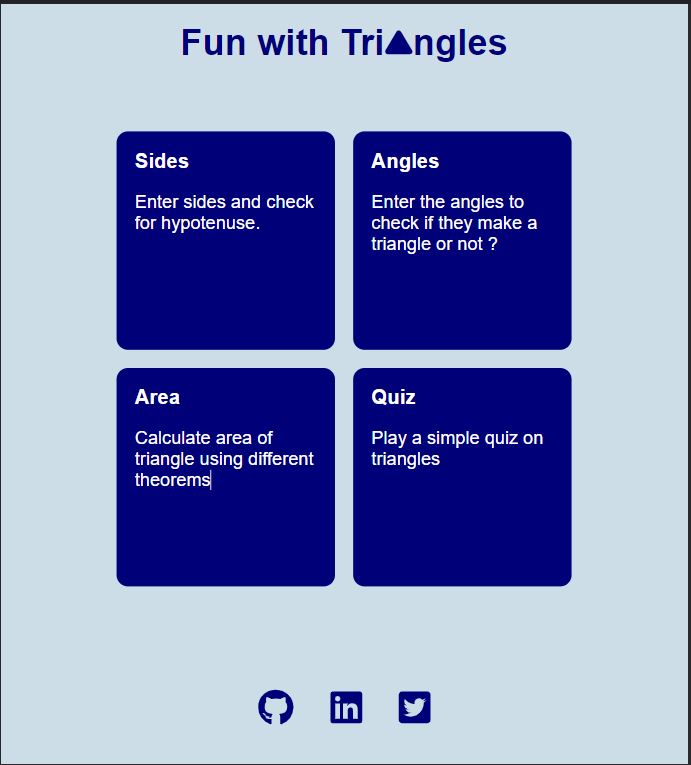 Fun with Tri▲ngles
Sides
Enter sides and check
for hypotenuse.
Angles
Enter the angles to
check if they make a
triangle or not ?
Area
Calculate area of
triangle using different
theorems
Quiz
Play a simple quiz on
triangles
in